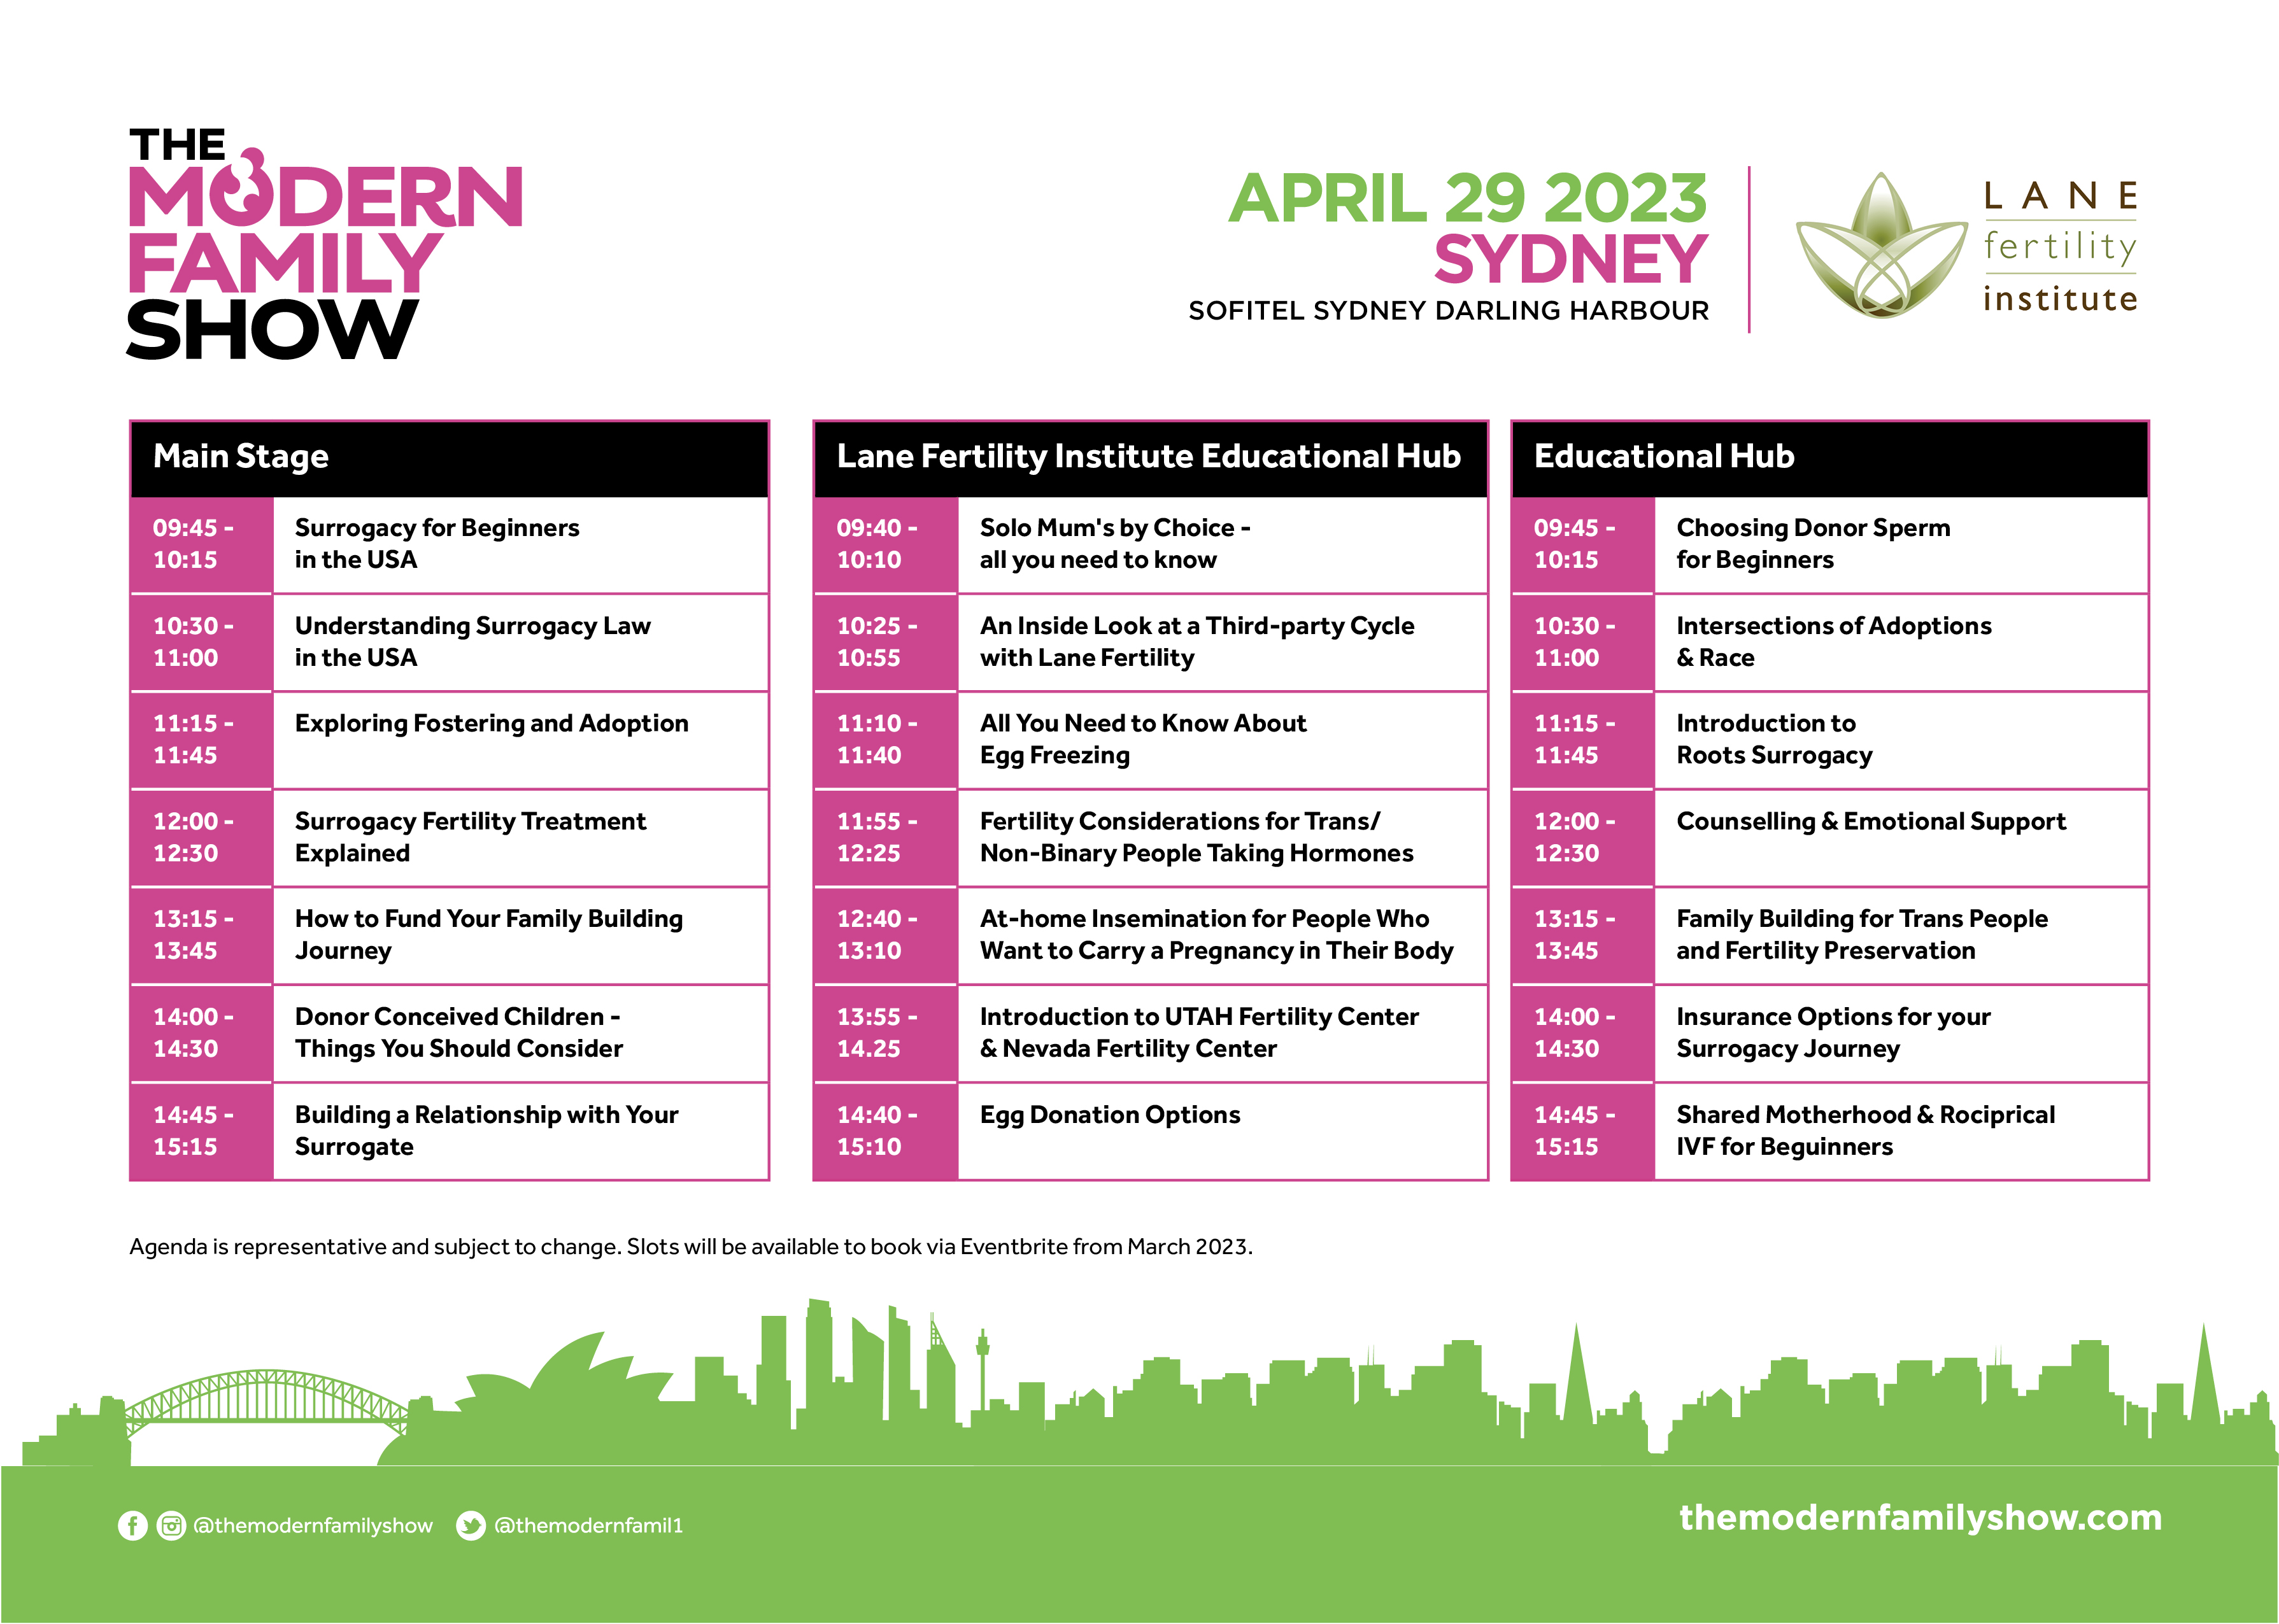 THE
MODERN
FAMILY
SHOW
APRIL 29 2023
SYDNEY
SOFITEL SYDNEY DARLING HARBOUR
LANE
fertility
institute
Main Stage
09:45 -
10:15
Surrogacy for Beginners
in the USA
10:30 -
11:00
Understanding Surrogacy Law
in the USA
11:15 -
11:45
Exploring Fostering and Adoption
12:00 -
12:30
Surrogacy Fertility Treatment
Explained
13:15 -
13:45
How to Fund Your Family Building
Journey
14:00 -
14:30
Donor Conceived Children -
Things You Should Consider
14:45 -
15:15
Building a Relationship with Your
Surrogate
Lane Fertility Institute Educational Hub
09:40 -
10:10
Solo Mum's by Choice -
all you need to know
10:25 -
10:55
An Inside Look at a Third-party Cycle
with Lane Fertility
11:10 -
11:40
All You Need to Know About
Egg Freezing
11:55 -
12:25
Fertility Considerations for Trans/
Non-Binary People Taking Hormones
12:40 -
13:10
At-home Insemination for People Who
Want to Carry a Pregnancy in Their Body
13:55 -
14.25
Introduction to UTAH Fertility Center
& Nevada Fertility Center
14:40 -
15:10
Egg Donation Options
Educational Hub
09:45 -
10:15
Choosing Donor Sperm
for Beginners
10:30 -
11:00
Intersections of Adoptions
& Race
11:15 -
11:45
Introduction to
Roots Surrogacy
12:00 -
12:30
Counselling & Emotional Support
13:15 -
13:45
Family Building for Trans People
and Fertility Preservation
14:00 -
14:30
Insurance Options for your
Surrogacy Journey
14:45 -
15:15
Shared Motherhood & Rociprical
IVF for Beguinners
Agenda is representative and subject to change. Slots will be available to book via Eventbrite from March 2023.
@themodernfamilyshow
@themodernfamil1
themodernfamilyshow.com